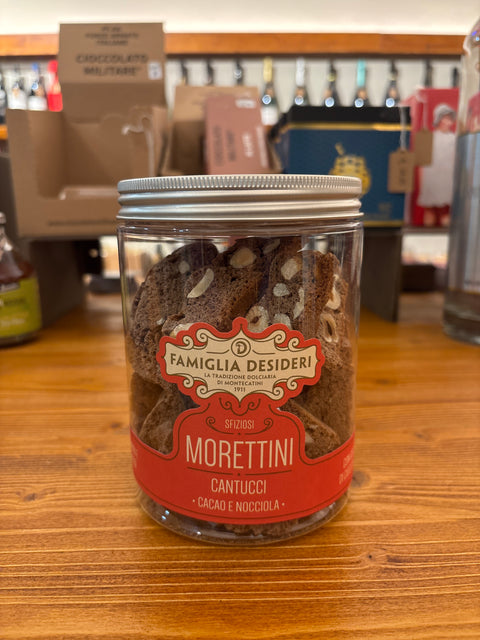 CIOCCOLATO
MILITARE
D
FAMIGLIA DESIDERI
LA TRADIZIONE DOLCIARIA
DI MONTECATINI
1911
SFIZIOSI
MORETTINI
CANTUCCI
• CACAO E NOCCIOLA •